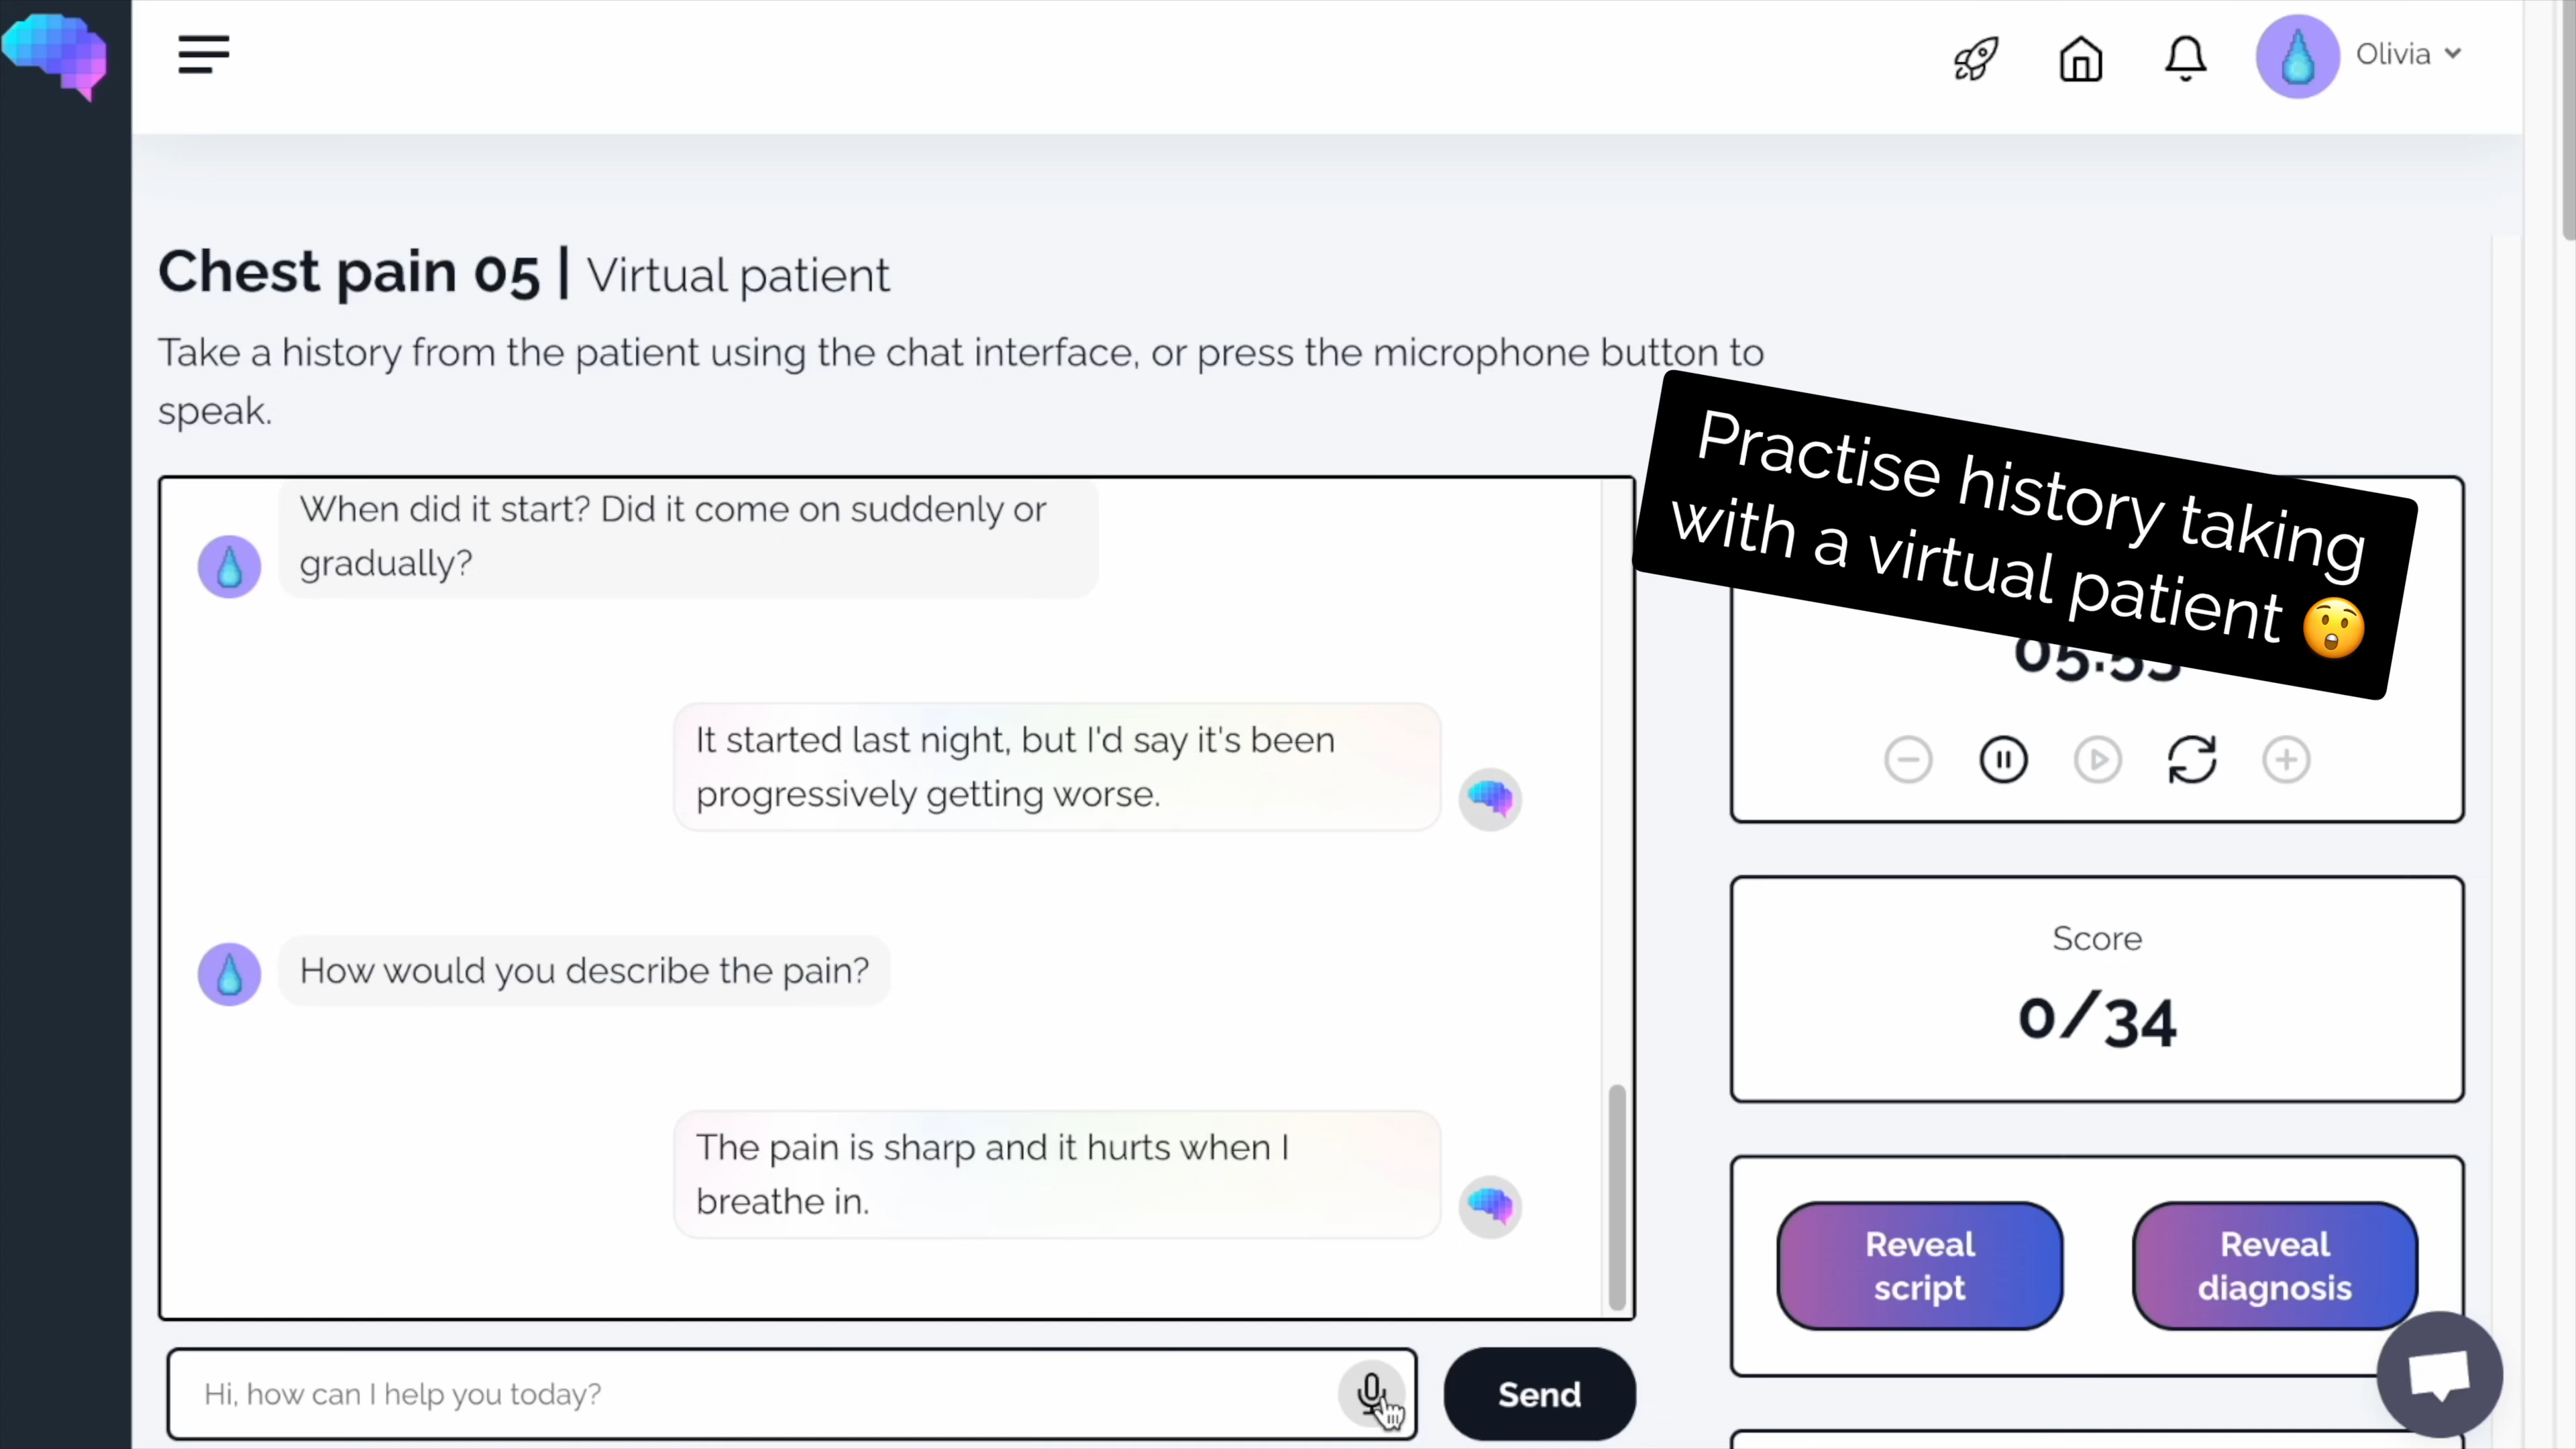 Olivia
Chest pain 05 | Virtual patient
Take a history from the patient using the chat interface, or press the microphone button to
speak.
Practise history taking
with a virtual patient 😲
When did it start? Did it come on suddenly or
gradually?
It started last night, but I'd say it's been
progressively getting worse.
How would you describe the pain?
The pain is sharp and it hurts when I
breathe in.
Hi, how can I help you today?
Send
Score
0/34
Reveal
script
Reveal
diagnosis